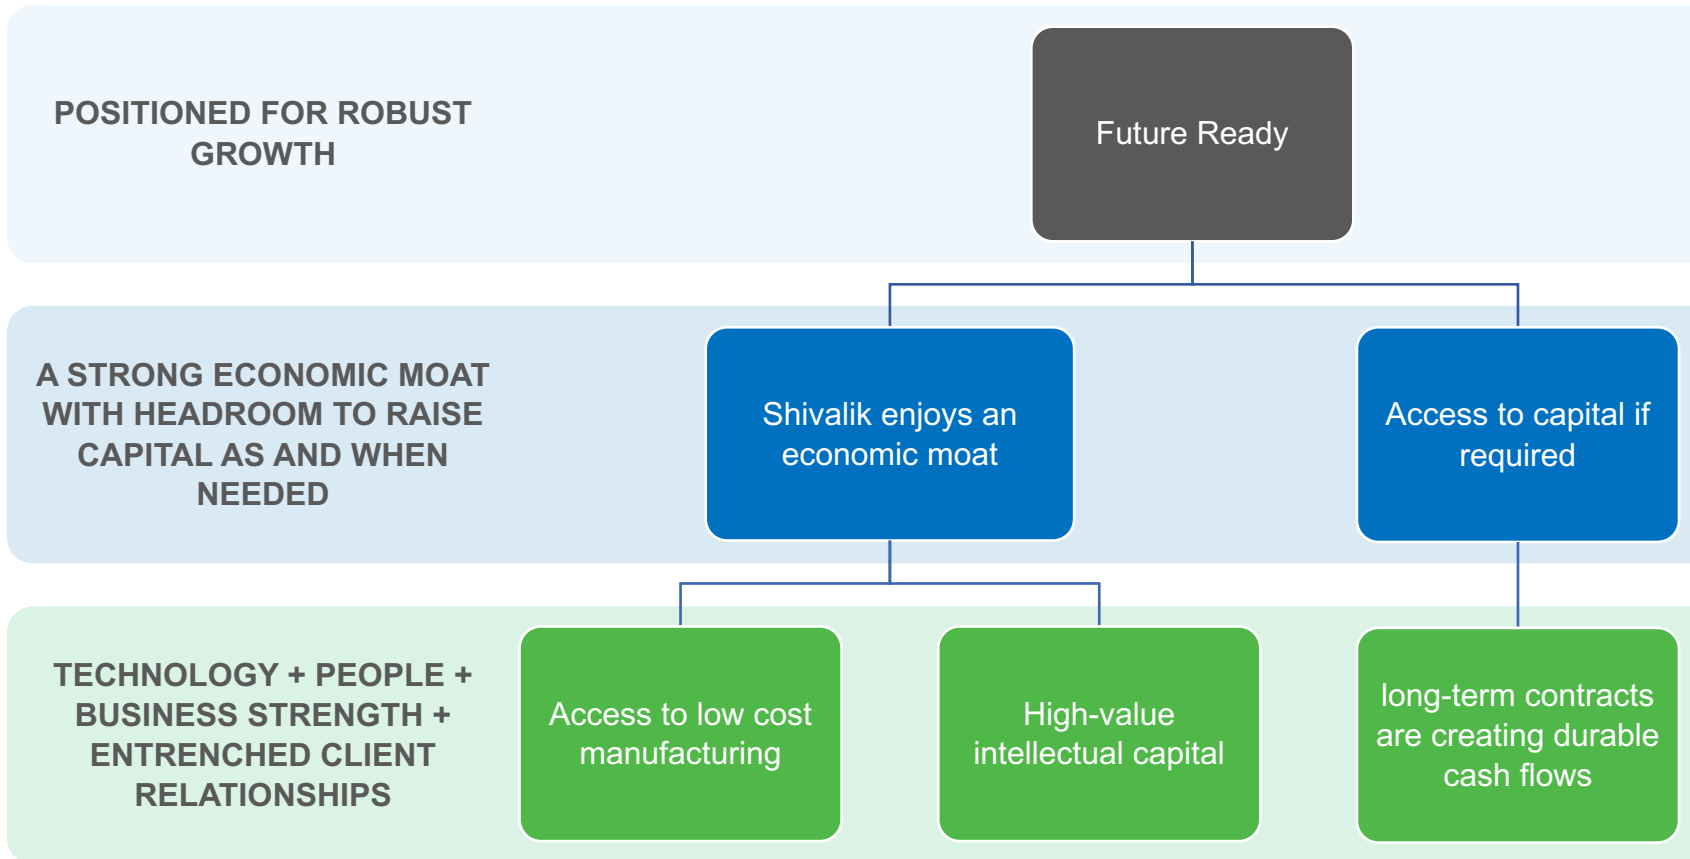 POSITIONED FOR ROBUST
GROWTH
Future Ready
A STRONG ECONOMIC MOAT
WITH HEADROOM TO RAISE
CAPITAL AS AND WHEN
NEEDED
Shivalik enjoys an
economic moat
Access to capital if
required
TECHNOLOGY + PEOPLE +
BUSINESS STRENGTH +
ENTRENCHED CLIENT
RELATIONSHIPS
Access to low cost
manufacturing
High-value
intellectual capital
long-term contracts
are creating durable
cash flows